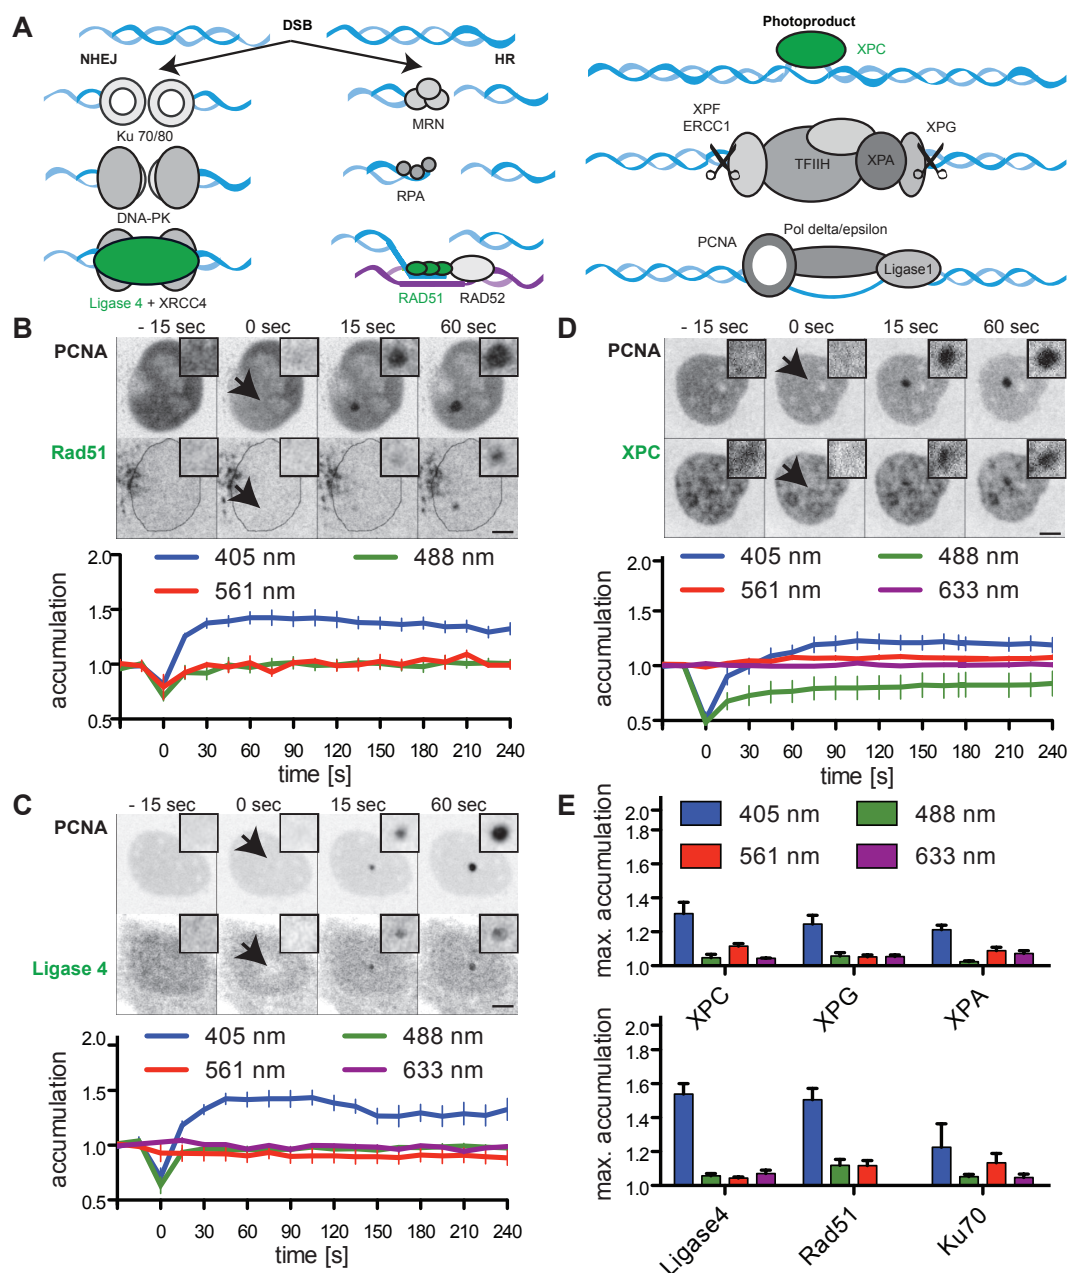 A
DSB
NHEJ
HR
Ku 70/80
MRN
DNA-PK
RPA
Ligase 4 + XRCC4
RAD51
RAD52
Photoproduct
XPC
XPF
ERCC1
XPG
TFIIH
XPA
Pol delta/epsilon
PCNA
Ligase1
B
- 15 sec 0 sec 15 sec 60 sec
PCNA
Rad51
2.0
1.5
1.0
0.5
accumulation
405 nm
488 nm
561 nm
0 30 60 90 120 150 180 210 240
time [s]
C
- 15 sec 0 sec 15 sec 60 sec
PCNA
Ligase 4
2.0
1.5
1.0
0.5
accumulation
405 nm
488 nm
561 nm
633 nm
0 30 60 90 120 150 180 210 240
time [s]
D
- 15 sec 0 sec 15 sec 60 sec
PCNA
XPC
2.0
1.5
1.0
0.5
accumulation
405 nm
488 nm
561 nm
633 nm
0 30 60 90 120 150 180 210 240
time [s]
E
2.0
1.8
1.6
1.4
1.2
1.0
max. accumulation
405 nm
488 nm
561 nm
633 nm
XPC
XPG
XPA
2.0
1.8
1.6
1.4
1.2
1.0
max. accumulation
Ligase4
Rad51
Ku70